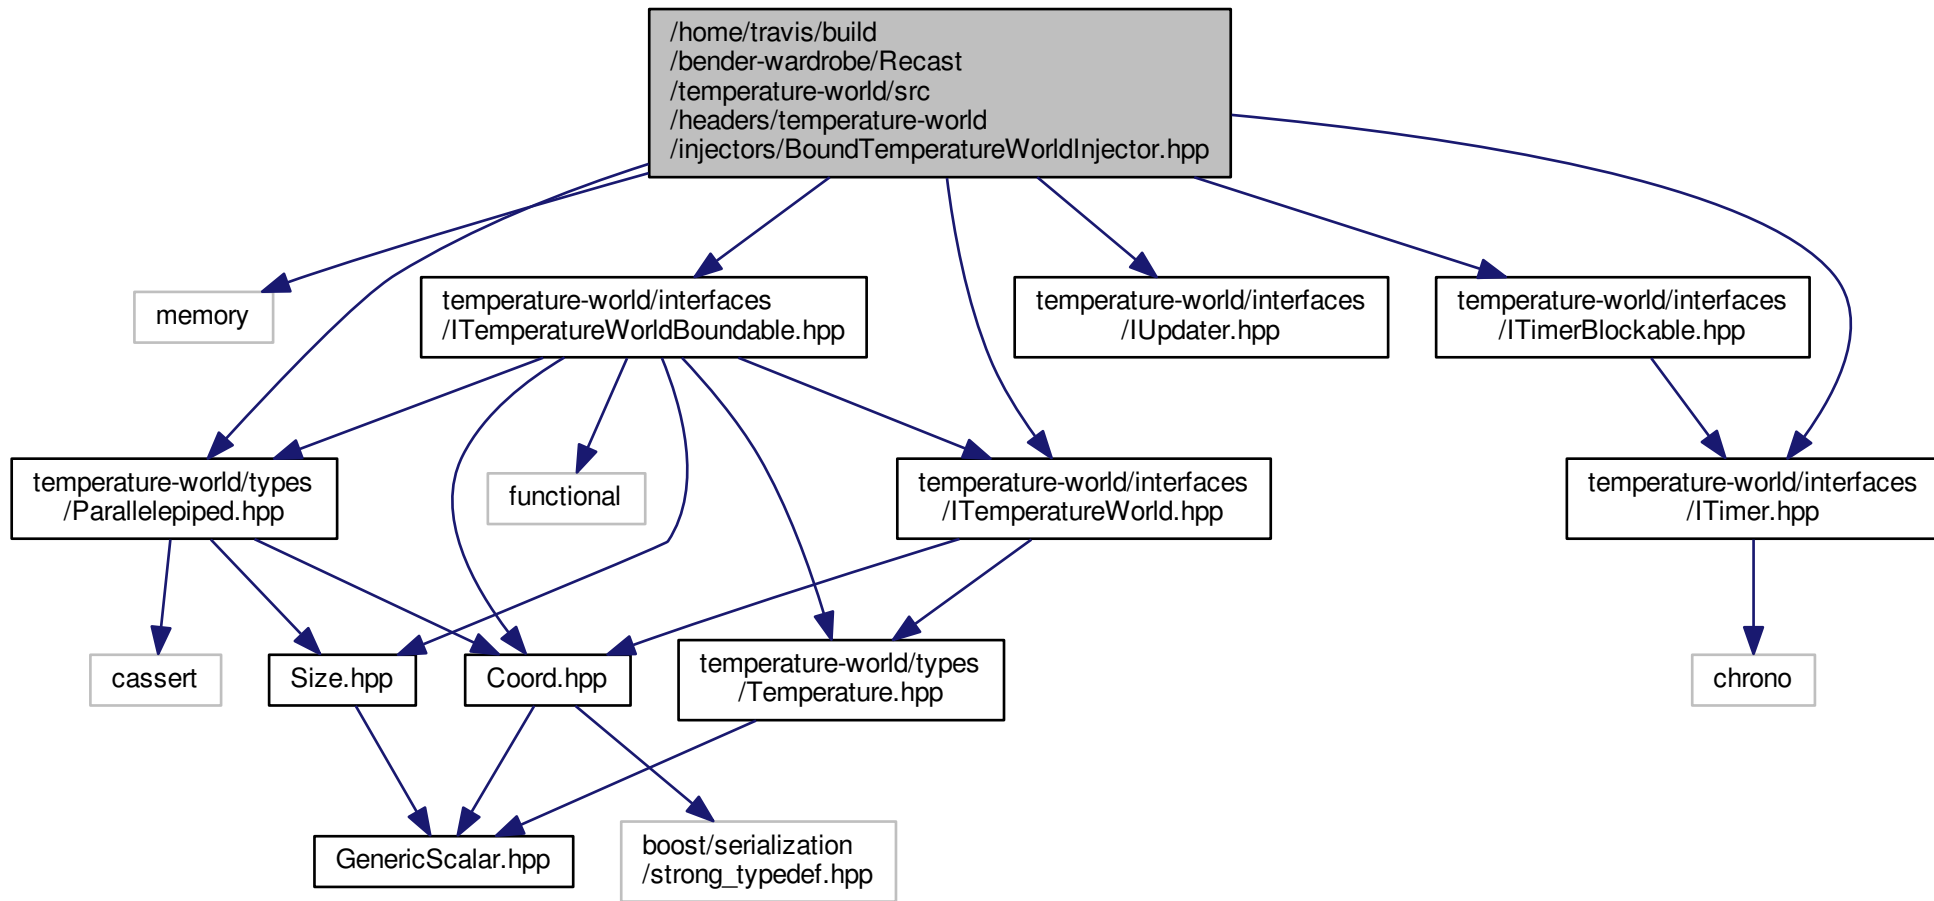 /home/travis/build
/bender-wardrobe/Recast
/temperature-world/src
/headers/temperature-world
/injectors/BoundTemperatureWorldInjector.hpp
memory
temperature-world/interfaces
/ITemperatureWorldBoundable.hpp
temperature-world/interfaces
/IUpdater.hpp
temperature-world/interfaces
/ITimerBlockable.hpp
temperature-world/types
/Parallelepiped.hpp
functional
temperature-world/interfaces
/ITemperatureWorld.hpp
temperature-world/interfaces
/ITimer.hpp
cassert
Size.hpp
Coord.hpp
temperature-world/types
/Temperature.hpp
chrono
GenericScalar.hpp
boost/serialization
/strong_typedef.hpp